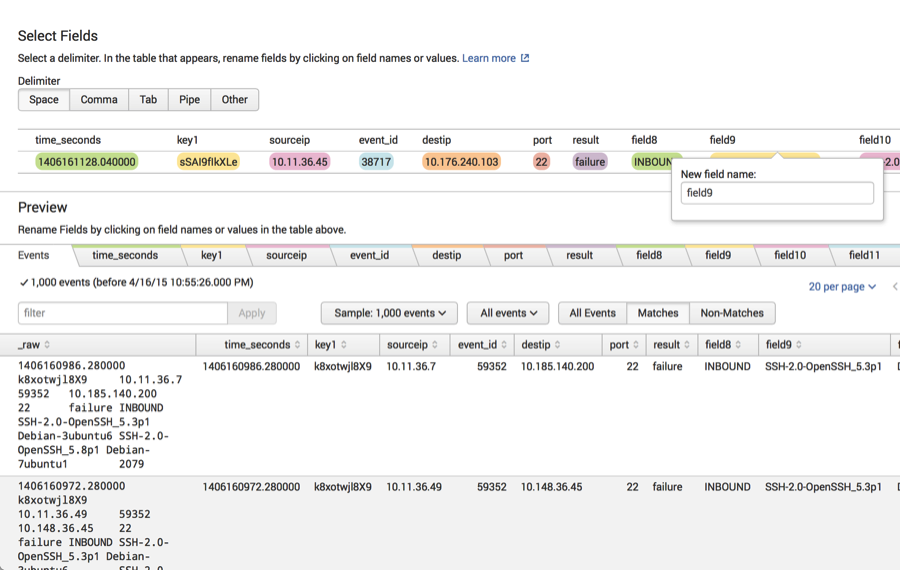 Select Fields
Select a delimiter. In the table that appears, rename fields by clicking on field names or values. Learn more
Delimiter
Space Comma Tab Pipe Other
time_seconds key1 sourceip event_id destip port result field8 field9 field10
1406161128.040000 sSAl9flkXLe 10.11.36.45 38717 10.176.240.103 22 failure INBOUN 2.0
New field name:
field9
Preview
Rename Fields by clicking on field names or values in the table above.
Events time_seconds key1 sourceip event_id destip port result field8 field9 field10 field11
1,000 events (before 4/16/15 10:55:26.000 PM)
20 per page
filter Apply Sample: 1,000 events All events All Events Matches Non-Matches
_raw time_seconds key1 sourceip event_id destip port result field8 field9
1406160986.280000 1406160986.280000 k8xotwjl8X9 10.11.36.7 59352 10.185.140.200 22 failure INBOUND SSH-2.0-OpenSSH_5.3p1
k8xotwjl8X9 10.11.36.7
59352 10.185.140.200
22 failure INBOUND
SSH-2.0-OpenSSH_5.3p1
Debian-3ubuntu6 SSH-2.0-
OpenSSH_5.8p1 Debian-
7ubuntu1 2079
1406160972.280000 1406160972.280000 k8xotwjl8X9 10.11.36.49 59352 10.148.36.45 22 failure INBOUND SSH-2.0-OpenSSH_5.3p1
k8xotwjl8X9
10.11.36.49 59352
10.148.36.45 22
failure INBOUND SSH-2.0-
OpenSSH_5.3p1 Debian-
3ubuntu6 SSH-2.0-